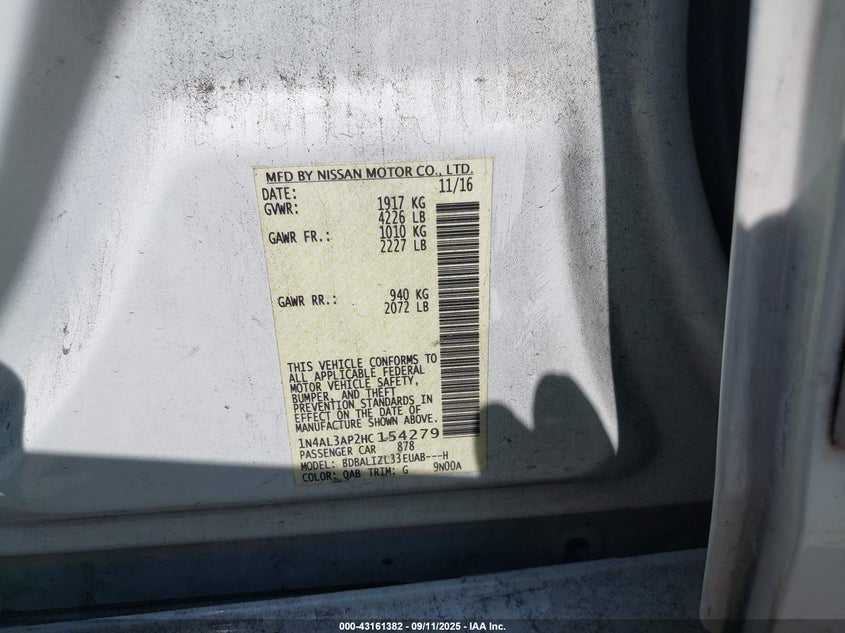 MFD BY NISSAN MOTOR CO., LTD.
DATE: 11/16
GVWR: 1917 KG
4226 LB
GAWR FR.: 1010 KG
2227 LB
GAWR RR.: 940 KG
2072 LB
THIS VEHICLE CONFORMS TO
ALL APPLICABLE FEDERAL
MOTOR VEHICLE SAFETY,
BUMPER, AND THEFT
PREVENTION STANDARDS IN
EFFECT ON THE DATE OF
MANUFACTURE SHOWN ABOVE.
1N4AL3AP2HC154279
PASSENGER CAR 878
MODEL: BDBALIZL33EUAB---H
COLOR: QAB TRIM: G 9N00A
000-43161382 - 09/11/2025 - IAA Inc.